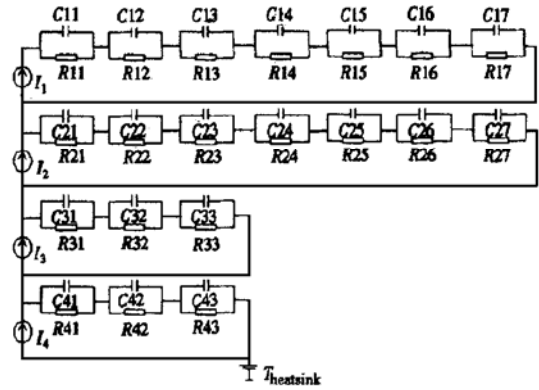 C11 C12 C13 C14 C15 C16 C17
R11 R12 R13 R14 R15 R16 R17
I1
C21 C22 C23 C24 C25 C26 C27
R21 R22 R23 R24 R25 R26 R27
I2
C31 C32 C33
R31 R32 R33
I3
C41 C42 C43
R41 R42 R43
I4
Theatsink